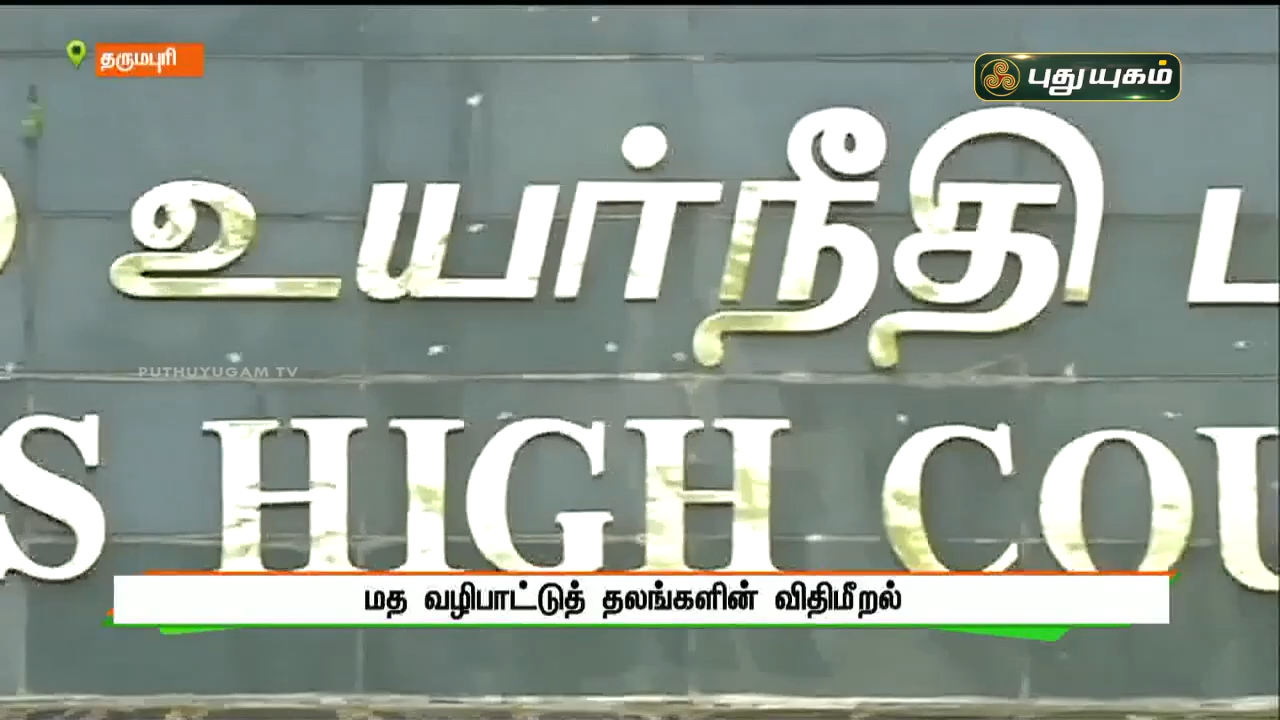 தருமபுரி
புதுயுகம்
உயர்நீதி
PUTHUYUGAM TV
S HIGH COU
மத வழிபாட்டுத் தலங்களின் விதிமீறல்